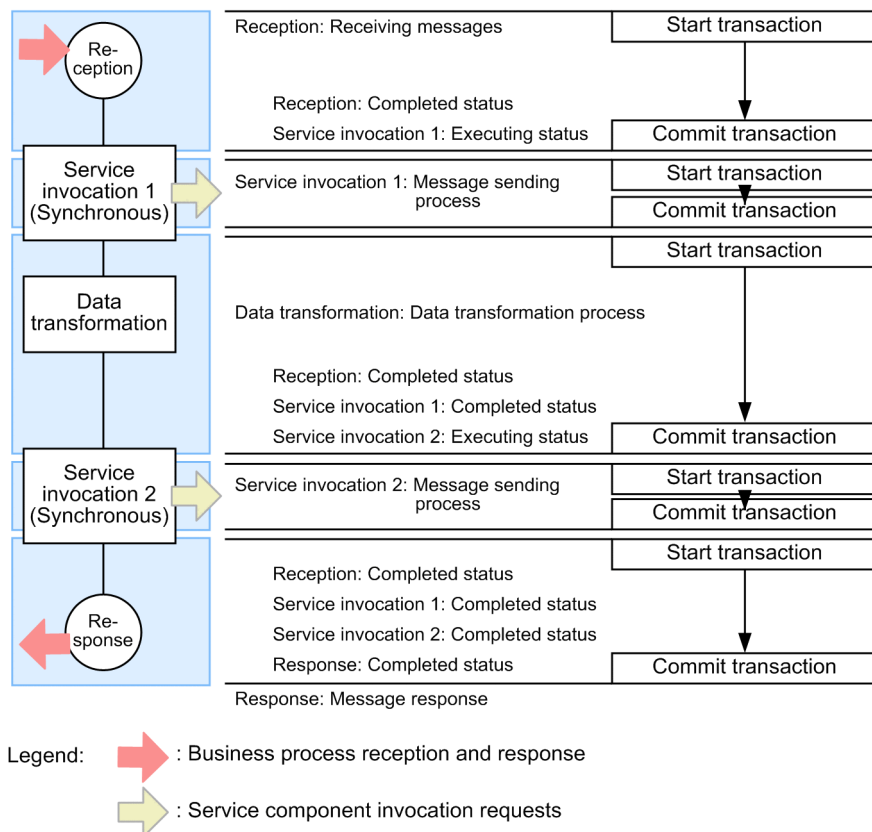 Re-
ception
Reception: Receiving messages
Start transaction
Reception: Completed status
Service invocation 1: Executing status
Commit transaction
Service
invocation 1
(Synchronous)
Service invocation 1: Message sending
process
Start transaction
Commit transaction
Start transaction
Data
transformation
Data transformation: Data transformation process
Reception: Completed status
Service invocation 1: Completed status
Service invocation 2: Executing status
Commit transaction
Service
invocation 2
(Synchronous)
Service invocation 2: Message sending
process
Start transaction
Commit transaction
Start transaction
Reception: Completed status
Service invocation 1: Completed status
Service invocation 2: Completed status
Response: Completed status
Commit transaction
Re-
sponse
Response: Message response
Legend:
: Business process reception and response
: Service component invocation requests